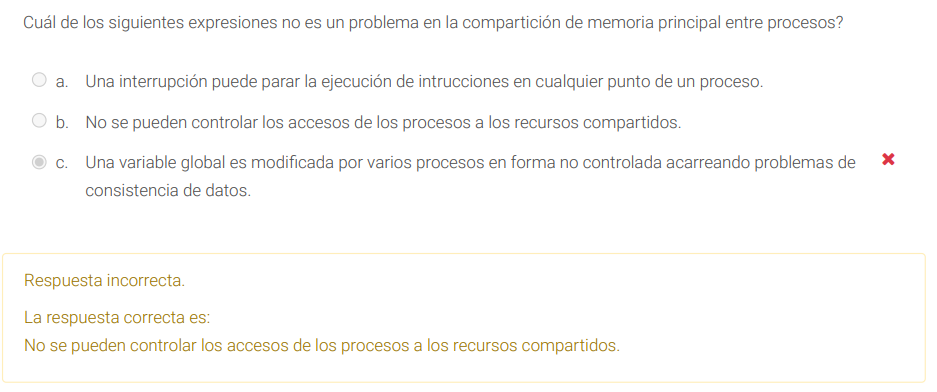 Cuál de los siguientes expresiones no es un problema en la compartición de memoria principal entre procesos?
a. Una interrupción puede parar la ejecución de intrucciones en cualquier punto de un proceso.
b. No se pueden controlar los accesos de los procesos a los recursos compartidos.
c. Una variable global es modificada por varios procesos en forma no controlada acarreando problemas de
consistencia de datos.
Respuesta incorrecta.
La respuesta correcta es:
No se pueden controlar los accesos de los procesos a los recursos compartidos.